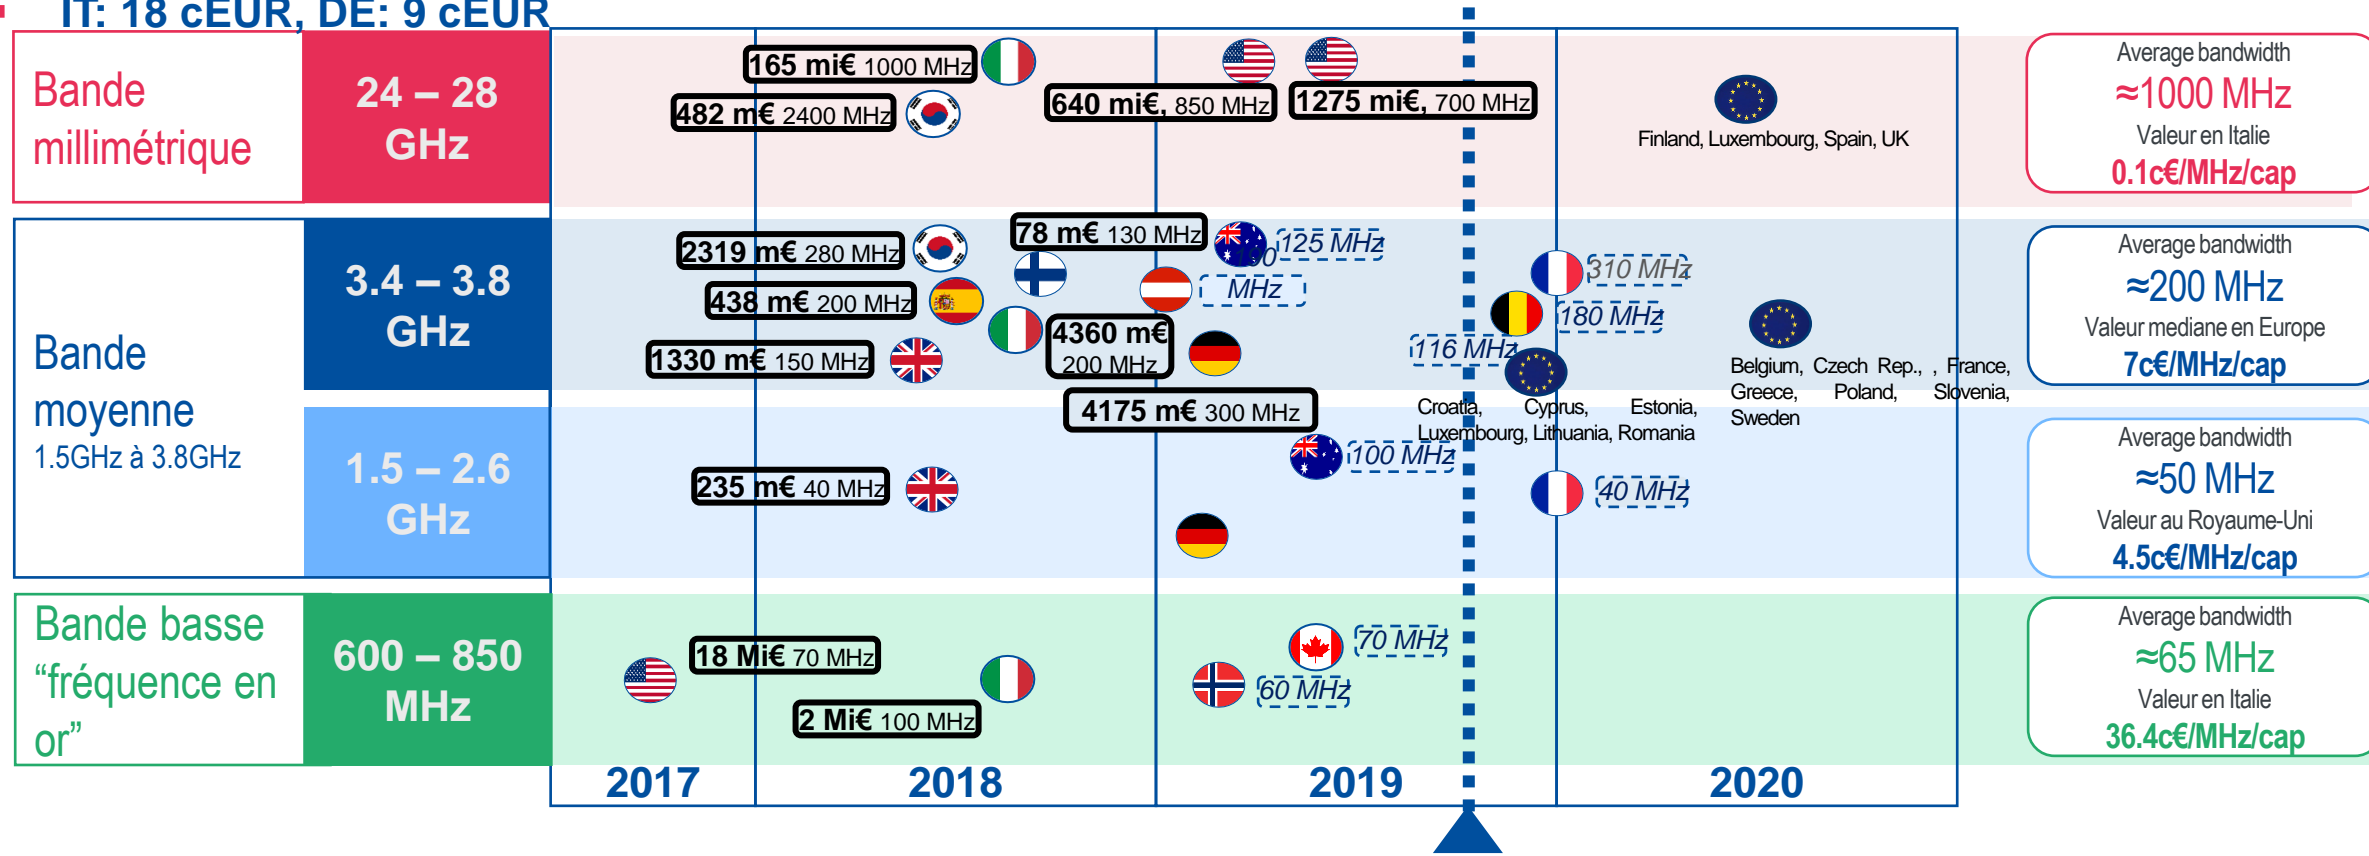 IT: 18 cEUR, DE: 9 cEUR
Bande
millimétrique
24 – 28
GHz
165 mi€ 1000 MHz
482 m€ 2400 MHz
640 mi€, 850 MHz
1275 mi€, 700 MHz
Finland, Luxembourg, Spain, UK
Average bandwidth
≈1000 MHz
Valeur en Italie
0.1c€/MHz/cap
Bande
moyenne
1.5GHz à 3.8GHz
3.4 – 3.8
GHz
2319 m€ 280 MHz
78 m€ 130 MHz
125 MHz
MHz
438 m€ 200 MHz
4360 m€
200 MHz
1330 m€ 150 MHz
310 MHz
180 MHz
116 MHz
Croatia, Cyprus, Estonia,
Luxembourg, Lithuania, Romania
Belgium, Czech Rep., , France,
Greece, Poland, Slovenia,
Sweden
Average bandwidth
≈200 MHz
Valeur mediane en Europe
7c€/MHz/cap
1.5 – 2.6
GHz
4175 m€ 300 MHz
100 MHz
235 m€ 40 MHz
40 MHz
Average bandwidth
≈50 MHz
Valeur au Royaume-Uni
4.5c€/MHz/cap
Bande basse
“fréquence en
or”
600 – 850
MHz
18 Mi€ 70 MHz
2 Mi€ 100 MHz
70 MHz
60 MHz
Average bandwidth
≈65 MHz
Valeur en Italie
36.4c€/MHz/cap
2017
2018
2019
2020